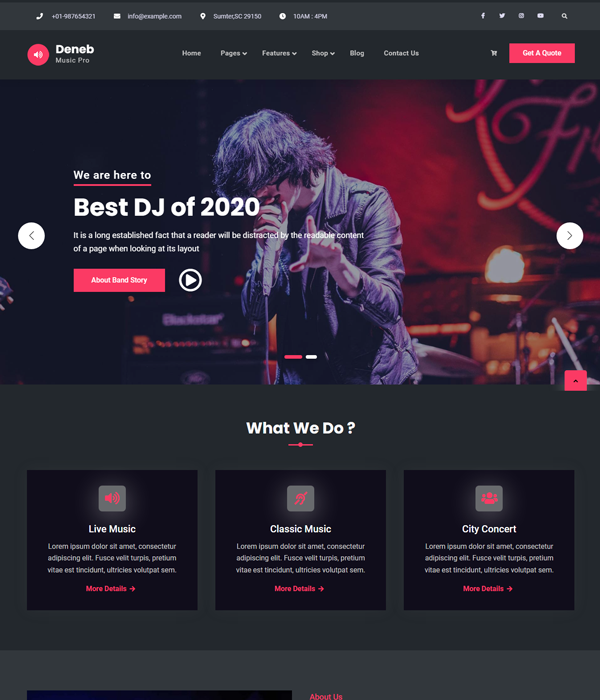 +01-987654321 info@example.com Sumter,SC 29150 10AM : 4PM
Deneb
Music Pro
Home Pages Features Shop Blog Contact Us
Get A Quote
We are here to
Best DJ of 2020
It is a long established fact that a reader will be distracted by the readable content
of a page when looking at its layout
About Band Story
Blackstar
What We Do ?
Live Music
Lorem ipsum dolor sit amet, consectetur
adipiscing elit. Fusce velit turpis, pretium
vitae est tincidunt, ultricies volutpat sem.
More Details
Classic Music
Lorem ipsum dolor sit amet, consectetur
adipiscing elit. Fusce velit turpis, pretium
vitae est tincidunt, ultricies volutpat sem.
More Details
City Concert
Lorem ipsum dolor sit amet, consectetur
adipiscing elit. Fusce velit turpis, pretium
vitae est tincidunt, ultricies volutpat sem.
More Details
About Us